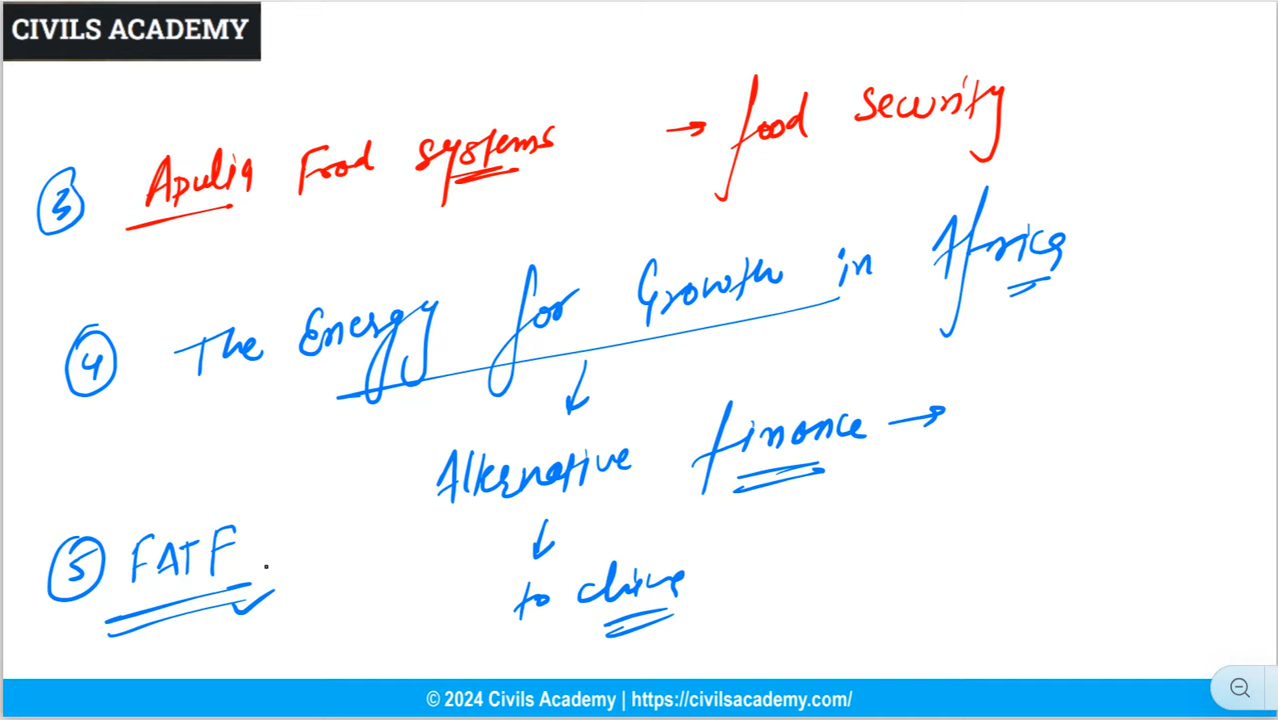 CIVILS ACADEMY
③ Apulia Food systems → food security
④ The Energy for Growth in Africa
↓
Alternative finance →
↓
to china
⑤ FATF
© 2024 Civils Academy | https://civilsacademy.com/